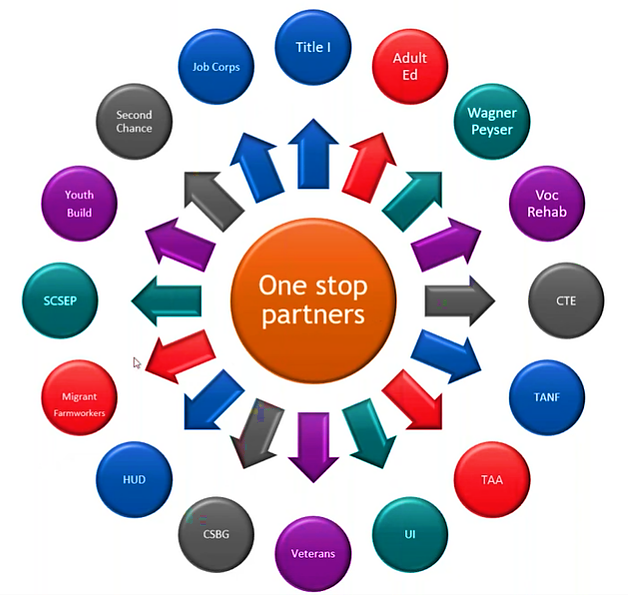 One stop
partners
Title I
Adult
Ed
Wagner
Peyser
Voc
Rehab
CTE
TANF
TAA
UI
Veterans
CSBG
HUD
Migrant
Farmworkers
SCSEP
Youth
Build
Second
Chance
Job Corps